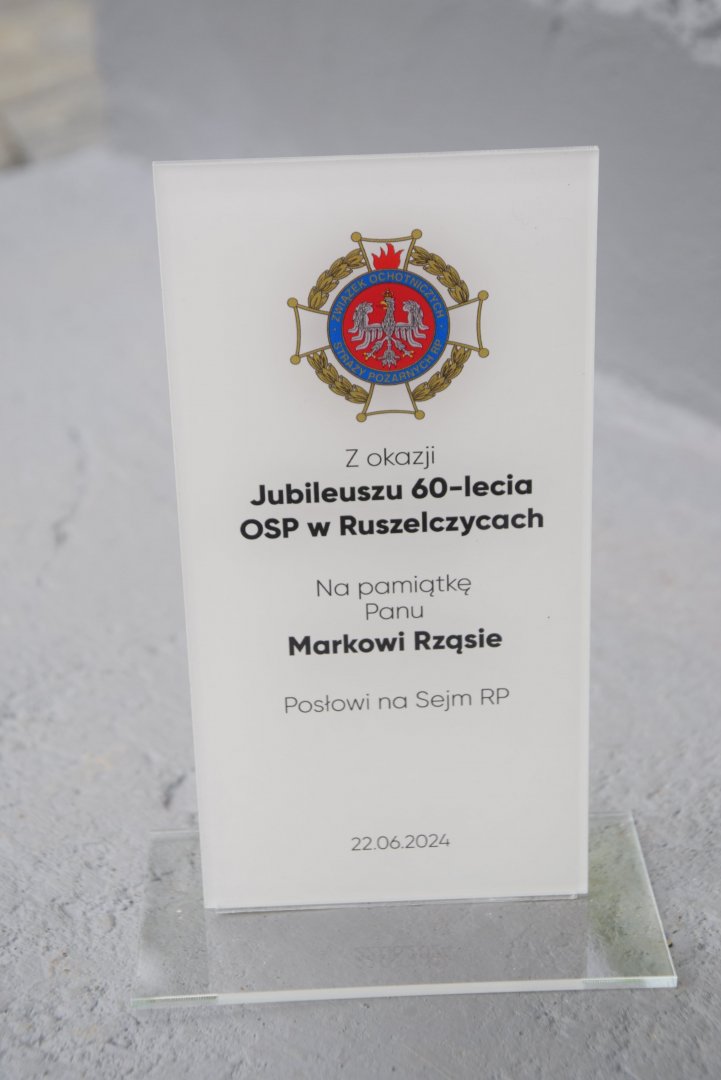 ZWIĄZEK OCHOTNICZYCH
STRAŻY POŻARNYCH RP
Z okazji
Jubileuszu 60-lecia
OSP w Ruszelczycach
Na pamiątkę
Panu
Markowi Rząsie
Posłowi na Sejm RP
22.06.2024